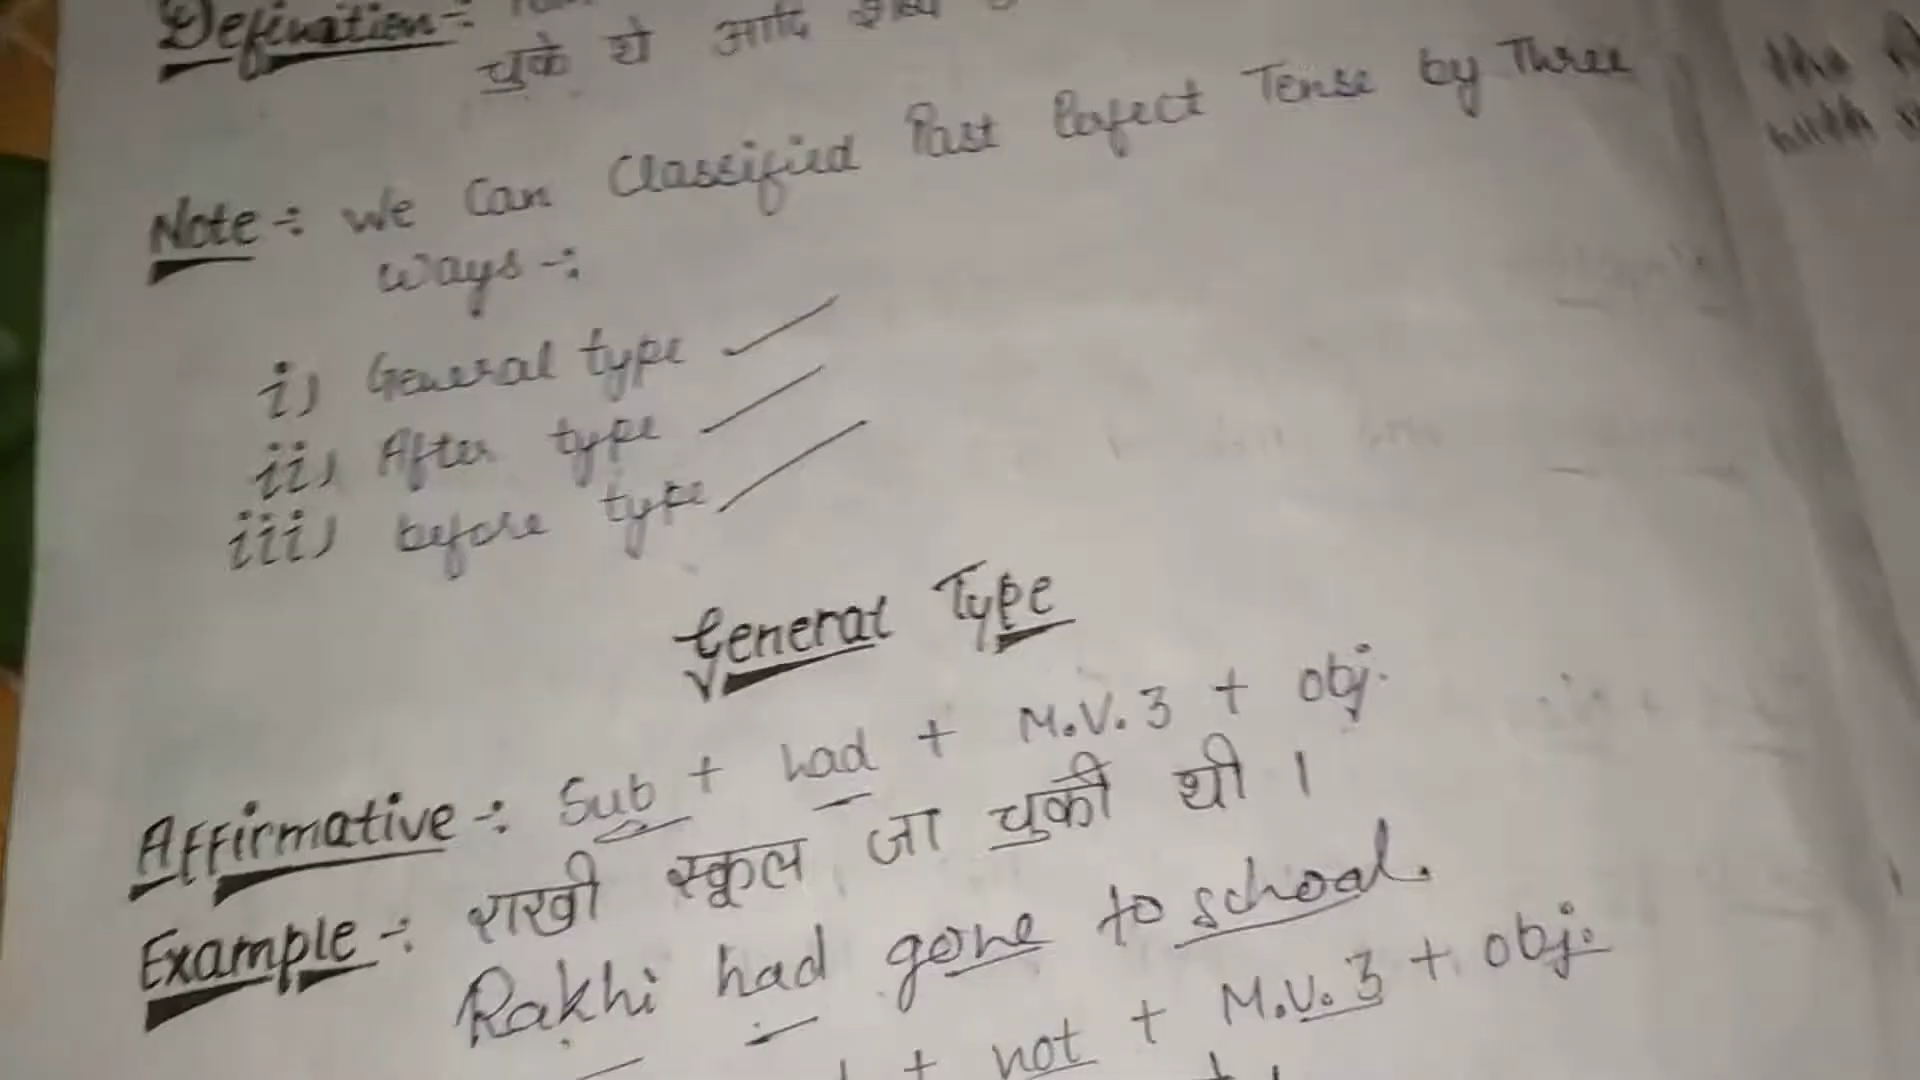 Defination -:
चुके थे आदि
Note -: We Can Classified Past Perfect Tense by Three
ways -:
i) General type
ii) After type
iii) before type
General Type
Affirmative -: Sub + had + M.V.3 + obj.
Example -: राखी स्कूल जा चुकी थी ।
Rakhi had gone to school.
+ not + M.V.3 + obj.